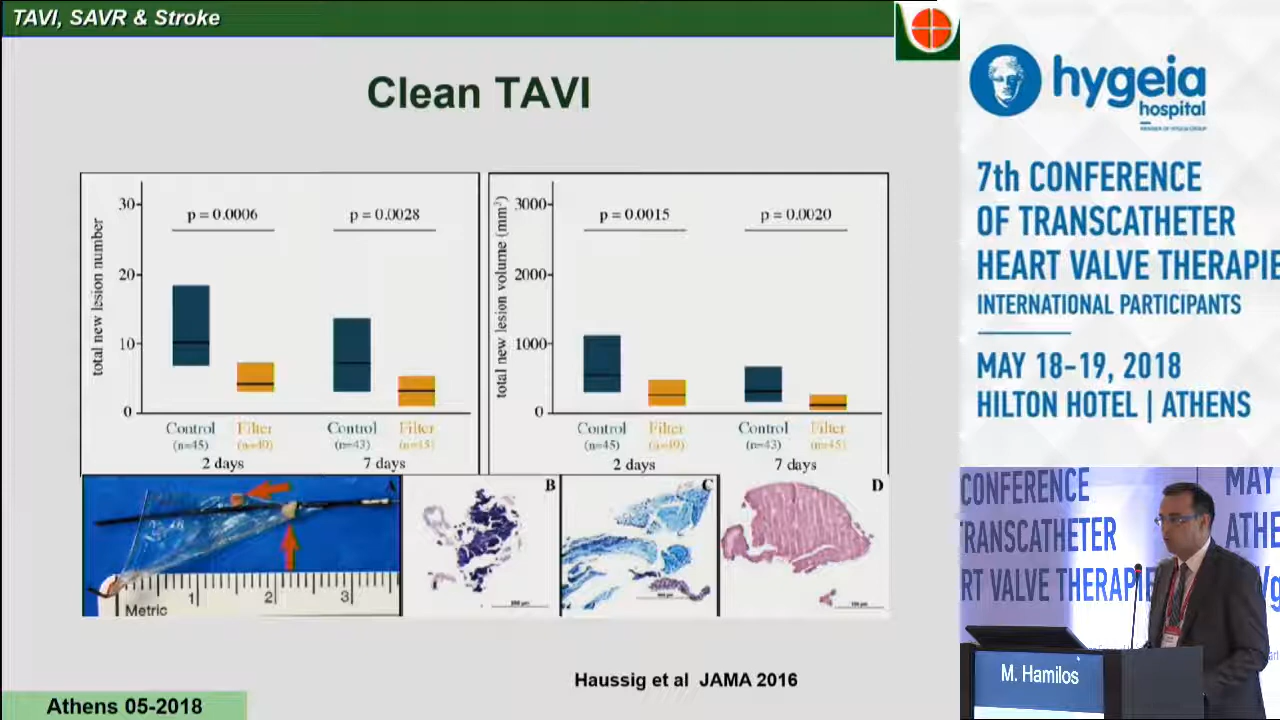 TAVI, SAVR & Stroke
Clean TAVI
total new lesion number
30
20
10
0
p = 0.0006
p = 0.0028
Control
(n=45)
Filter
2 days
Control
(n=43)
Filter
7 days
total new lesion volume (mm³)
3000
2000
1000
0
p = 0.0015
p = 0.0020
Control
(n=45)
Filter
2 days
Control
(n=43)
Filter
(n=45)
7 days
A
B
C
D
1
2
3
Metric
Haussig et al JAMA 2016
Athens 05-2018
hygeia
hospital
MEMBER OF HYGEIA GROUP
7th CONFERENCE
OF TRANSCATHETER
HEART VALVE THERAPIE
INTERNATIONAL PARTICIPANTS
MAY 18-19, 2018
HILTON HOTEL | ATHENS
CONFERENCE
MAY
TRANSCATHETER
ATHE
RT VALVE THERAPIE
M. Hamilos